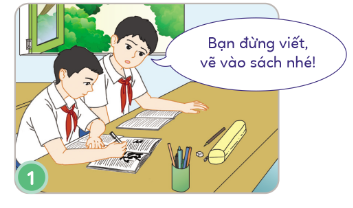 Bạn đừng viết,
vẽ vào sách nhé!
1